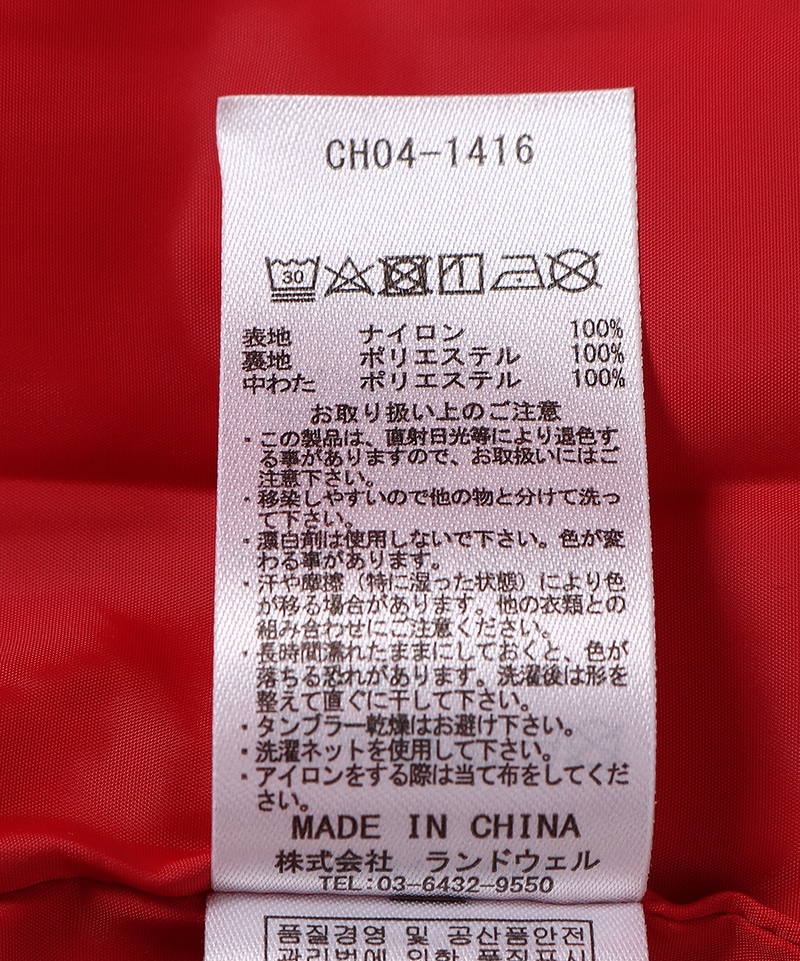 CH04-1416
30
表地 ナイロン 100%
裏地 ポリエステル 100%
中わた ポリエステル 100%
お取り扱い上のご注意
・この製品は、直射日光等により退色す
る事がありますので、お取扱いにはご
注意下さい。
・移染しやすいので他の物と分けて洗っ
て下さい。
・漂白剤は使用しないで下さい。色が変
わる事があります。
・汗や摩擦（特に湿った状態）により色
が移る場合があります。他の衣類との
組み合わせにご注意ください。
・長時間濡れたままにしておくと、色が
落ちる恐れがあります。洗濯後は形を
整えて直ぐに干して下さい。
・タンブラー乾燥はお避け下さい。
・洗濯ネットを使用して下さい。
・アイロンをする際は当て布をしてくだ
さい。
MADE IN CHINA
株式会社 ランドウェル
TEL:03-6432-9550
품질경영 및 공산품안전
관리법에 의한 품질표시